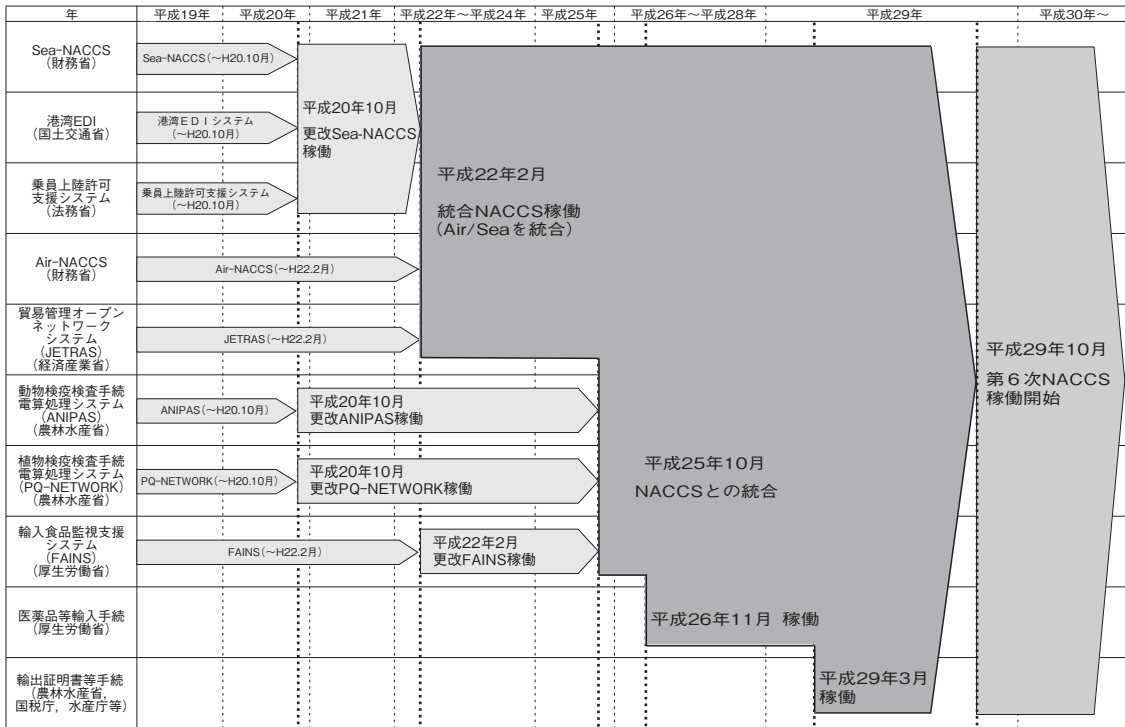 年
平成19年
平成20年
平成21年
平成22年～平成24年
平成25年
平成26年～平成28年
平成29年
平成30年～
Sea-NACCS
(財務省)
Sea-NACCS(～H20.10月)
港湾EDI
(国土交通省)
港湾ＥＤＩシステム
(～H20.10月)
乗員上陸許可
支援システム
(法務省)
乗員上陸許可支援システム
(～H20.10月)
平成20年10月
更改Sea-NACCS
稼働
Air-NACCS
(財務省)
Air-NACCS(～H22.2月)
貿易管理オープン
ネットワーク
システム
(JETRAS)
(経済産業省)
JETRAS(～H22.2月)
平成22年2月
統合NACCS稼働
(Air/Seaを統合)
動物検疫検査手続
電算処理システム
(ANIPAS)
(農林水産省)
ANIPAS(～H20.10月)
平成20年10月
更改ANIPAS稼働
植物検疫検査手続
電算処理システム
(PQ-NETWORK)
(農林水産省)
PQ-NETWORK(～H20.10月)
平成20年10月
更改PQ-NETWORK稼働
輸入食品監視支援
システム
(FAINS)
(厚生労働省)
FAINS(～H22.2月)
平成22年2月
更改FAINS稼働
平成25年10月
NACCSとの統合
医薬品等輸入手続
(厚生労働省)
平成26年11月 稼働
輸出証明書等手続
(農林水産省,
国税庁，水産庁等)
平成29年3月
稼働
平成29年10月
第６次NACCS
稼働開始